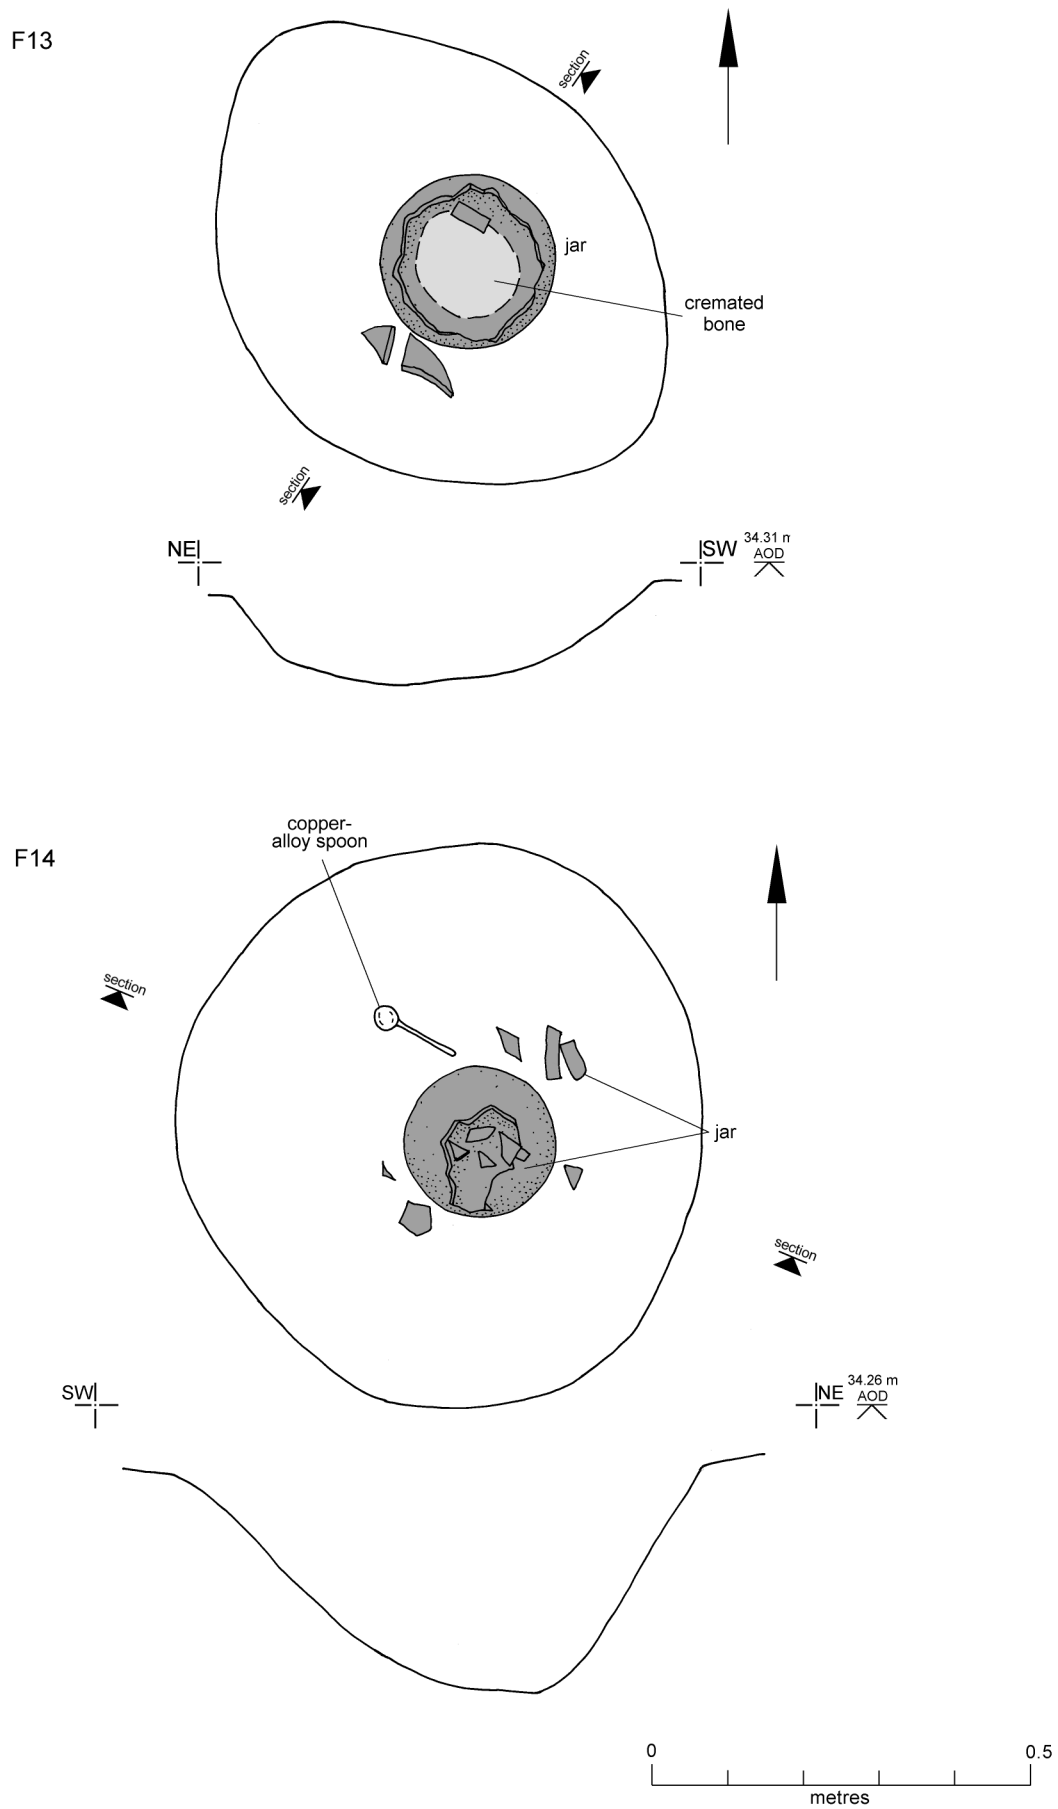 F13
section
jar
cremated
bone
section
NE
SW
34.31 m
AOD
copper-
alloy spoon
F14
section
jar
section
SW
NE
34.26 m
AOD
0
0.5
metres